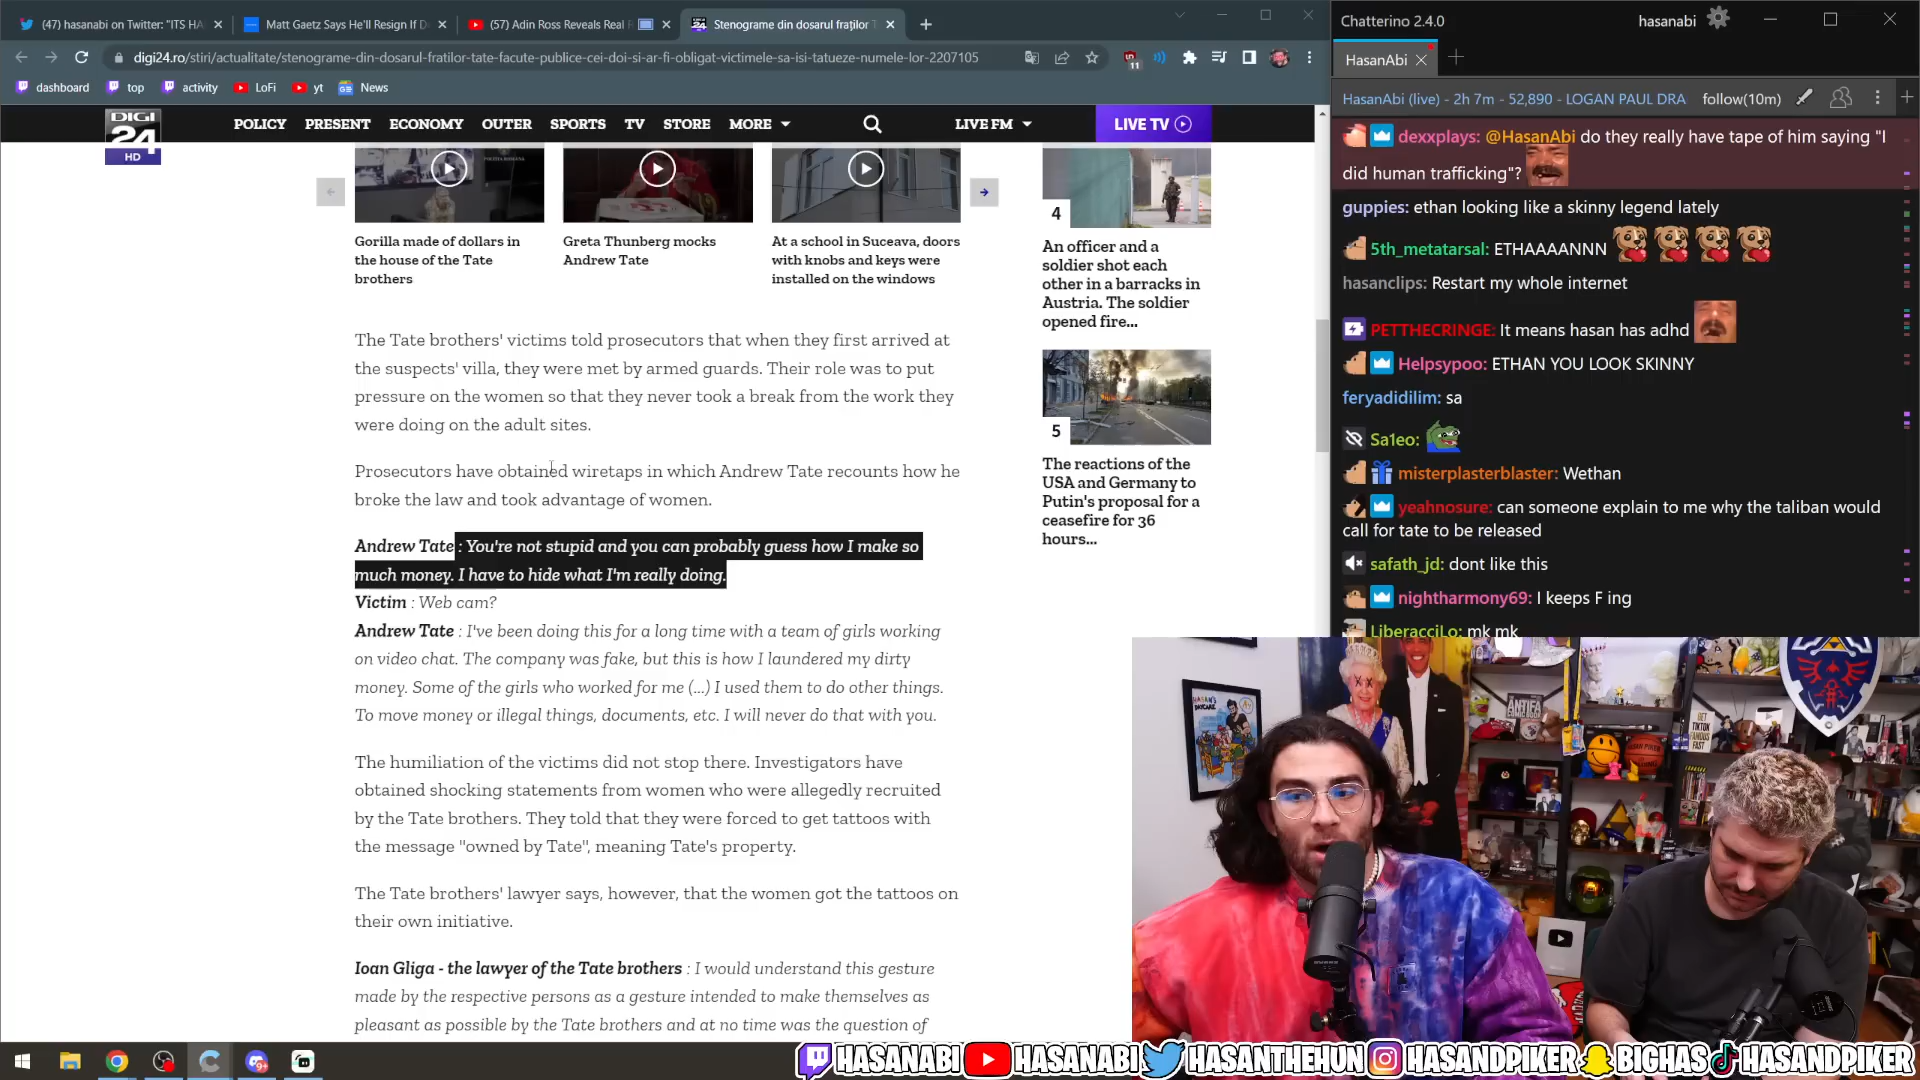 (47) hasanabi on Twitter: "ITS HA
Matt Gaetz Says He'll Resign If D
(57) Adin Ross Reveals Real R
Stenograme din dosarul fraților T
digi24.ro/stiri/actualitate/stenograme-din-dosarul-fratilor-tate-facute-publice-cei-doi-si-ar-fi-obligat-victimele-sa-isi-tatueze-numele-lor-2207105
11
dashboard top activity LoFi yt News
DIGI
24
HD
POLICY PRESENT ECONOMY OUTER SPORTS TV STORE MORE LIVE FM LIVE TV
Gorilla made of dollars in
the house of the Tate
brothers
Greta Thunberg mocks
Andrew Tate
At a school in Suceava, doors
with knobs and keys were
installed on the windows
The Tate brothers' victims told prosecutors that when they first arrived at
the suspects' villa, they were met by armed guards. Their role was to put
pressure on the women so that they never took a break from the work they
were doing on the adult sites.
Prosecutors have obtained wiretaps in which Andrew Tate recounts how he
broke the law and took advantage of women.
Andrew Tate : You're not stupid and you can probably guess how I make so
much money. I have to hide what I'm really doing.
Victim : Web cam?
Andrew Tate : I've been doing this for a long time with a team of girls working
on video chat. The company was fake, but this is how I laundered my dirty
money. Some of the girls who worked for me (...) I used them to do other things.
To move money or illegal things, documents, etc. I will never do that with you.
The humiliation of the victims did not stop there. Investigators have
obtained shocking statements from women who were allegedly recruited
by the Tate brothers. They told that they were forced to get tattoos with
the message "owned by Tate", meaning Tate's property.
The Tate brothers' lawyer says, however, that the women got the tattoos on
their own initiative.
Ioan Gliga - the lawyer of the Tate brothers : I would understand this gesture
made by the respective persons as a gesture intended to make themselves as
pleasant as possible by the Tate brothers and at no time was the question of
4
An officer and a
soldier shot each
other in a barracks in
Austria. The soldier
opened fire...
5
The reactions of the
USA and Germany to
Putin's proposal for a
ceasefire for 36
hours...
Chatterino 2.4.0
hasanabi
HasanAbi
HasanAbi (live) - 2h 7m - 52,890 - LOGAN PAUL DRA follow(10m)
dexxplays: @HasanAbi do they really have tape of him saying "I
did human trafficking"?
guppies: ethan looking like a skinny legend lately
5th_metatarsal: ETHAAAANNN
hasanclips: Restart my whole internet
PETTHECRINGE: It means hasan has adhd
Helpsypoo: ETHAN YOU LOOK SKINNY
feryadidilim: sa
Sa1eo:
misterplasterblaster: Wethan
yeahnosure: can someone explain to me why the taliban would
call for tate to be released
safath_jd: dont like this
nightharmony69: I keeps F ing
LiberacciLo: mk mk
ANTIFA
GET
TIKTOK
FAMOUS
FAST
HASANABI HASANABI HASANTHEHUN HASANDPIKER BIGHAS HASANDPIKER